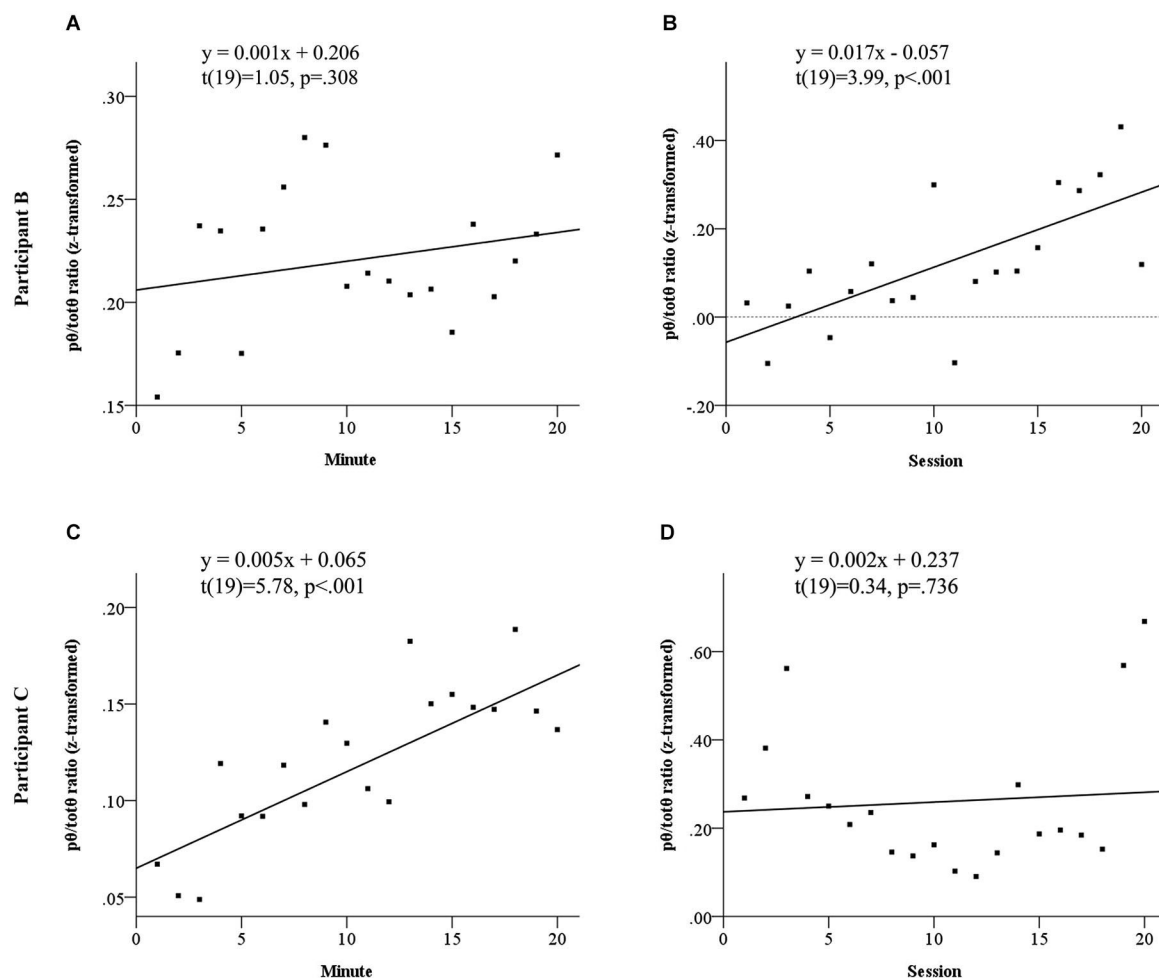 A
y = 0.001x + 0.206
t(19)=1.05, p=.308
Participant B
pθ/totθ ratio (z-transformed)
.30
.25
.20
.15
0 5 10 15 20
Minute
B
y = 0.017x - 0.057
t(19)=3.99, p<.001
pθ/totθ ratio (z-transformed)
.40
.20
.00
-.20
0 5 10 15 20
Session
C
y = 0.005x + 0.065
t(19)=5.78, p<.001
Participant C
pθ/totθ ratio (z-transformed)
.20
.15
.10
.05
0 5 10 15 20
Minute
D
y = 0.002x + 0.237
t(19)=0.34, p=.736
pθ/totθ ratio (z-transformed)
.60
.40
.20
.00
0 5 10 15 20
Session